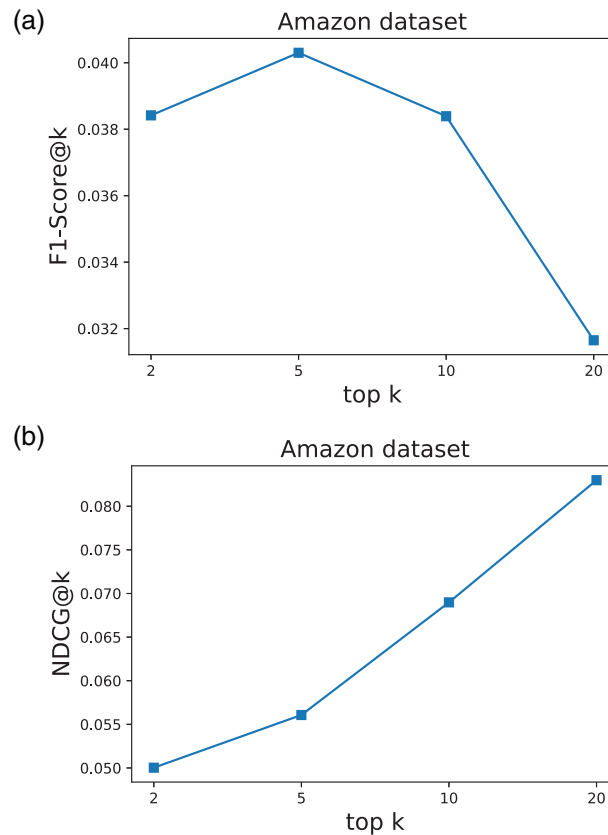 (a)
Amazon dataset
0.040
0.038
0.036
0.034
0.032
F1-Score@k
2 5 10 20
top k
(b)
Amazon dataset
0.080
0.075
0.070
0.065
0.060
0.055
0.050
NDCG@k
2 5 10 20
top k